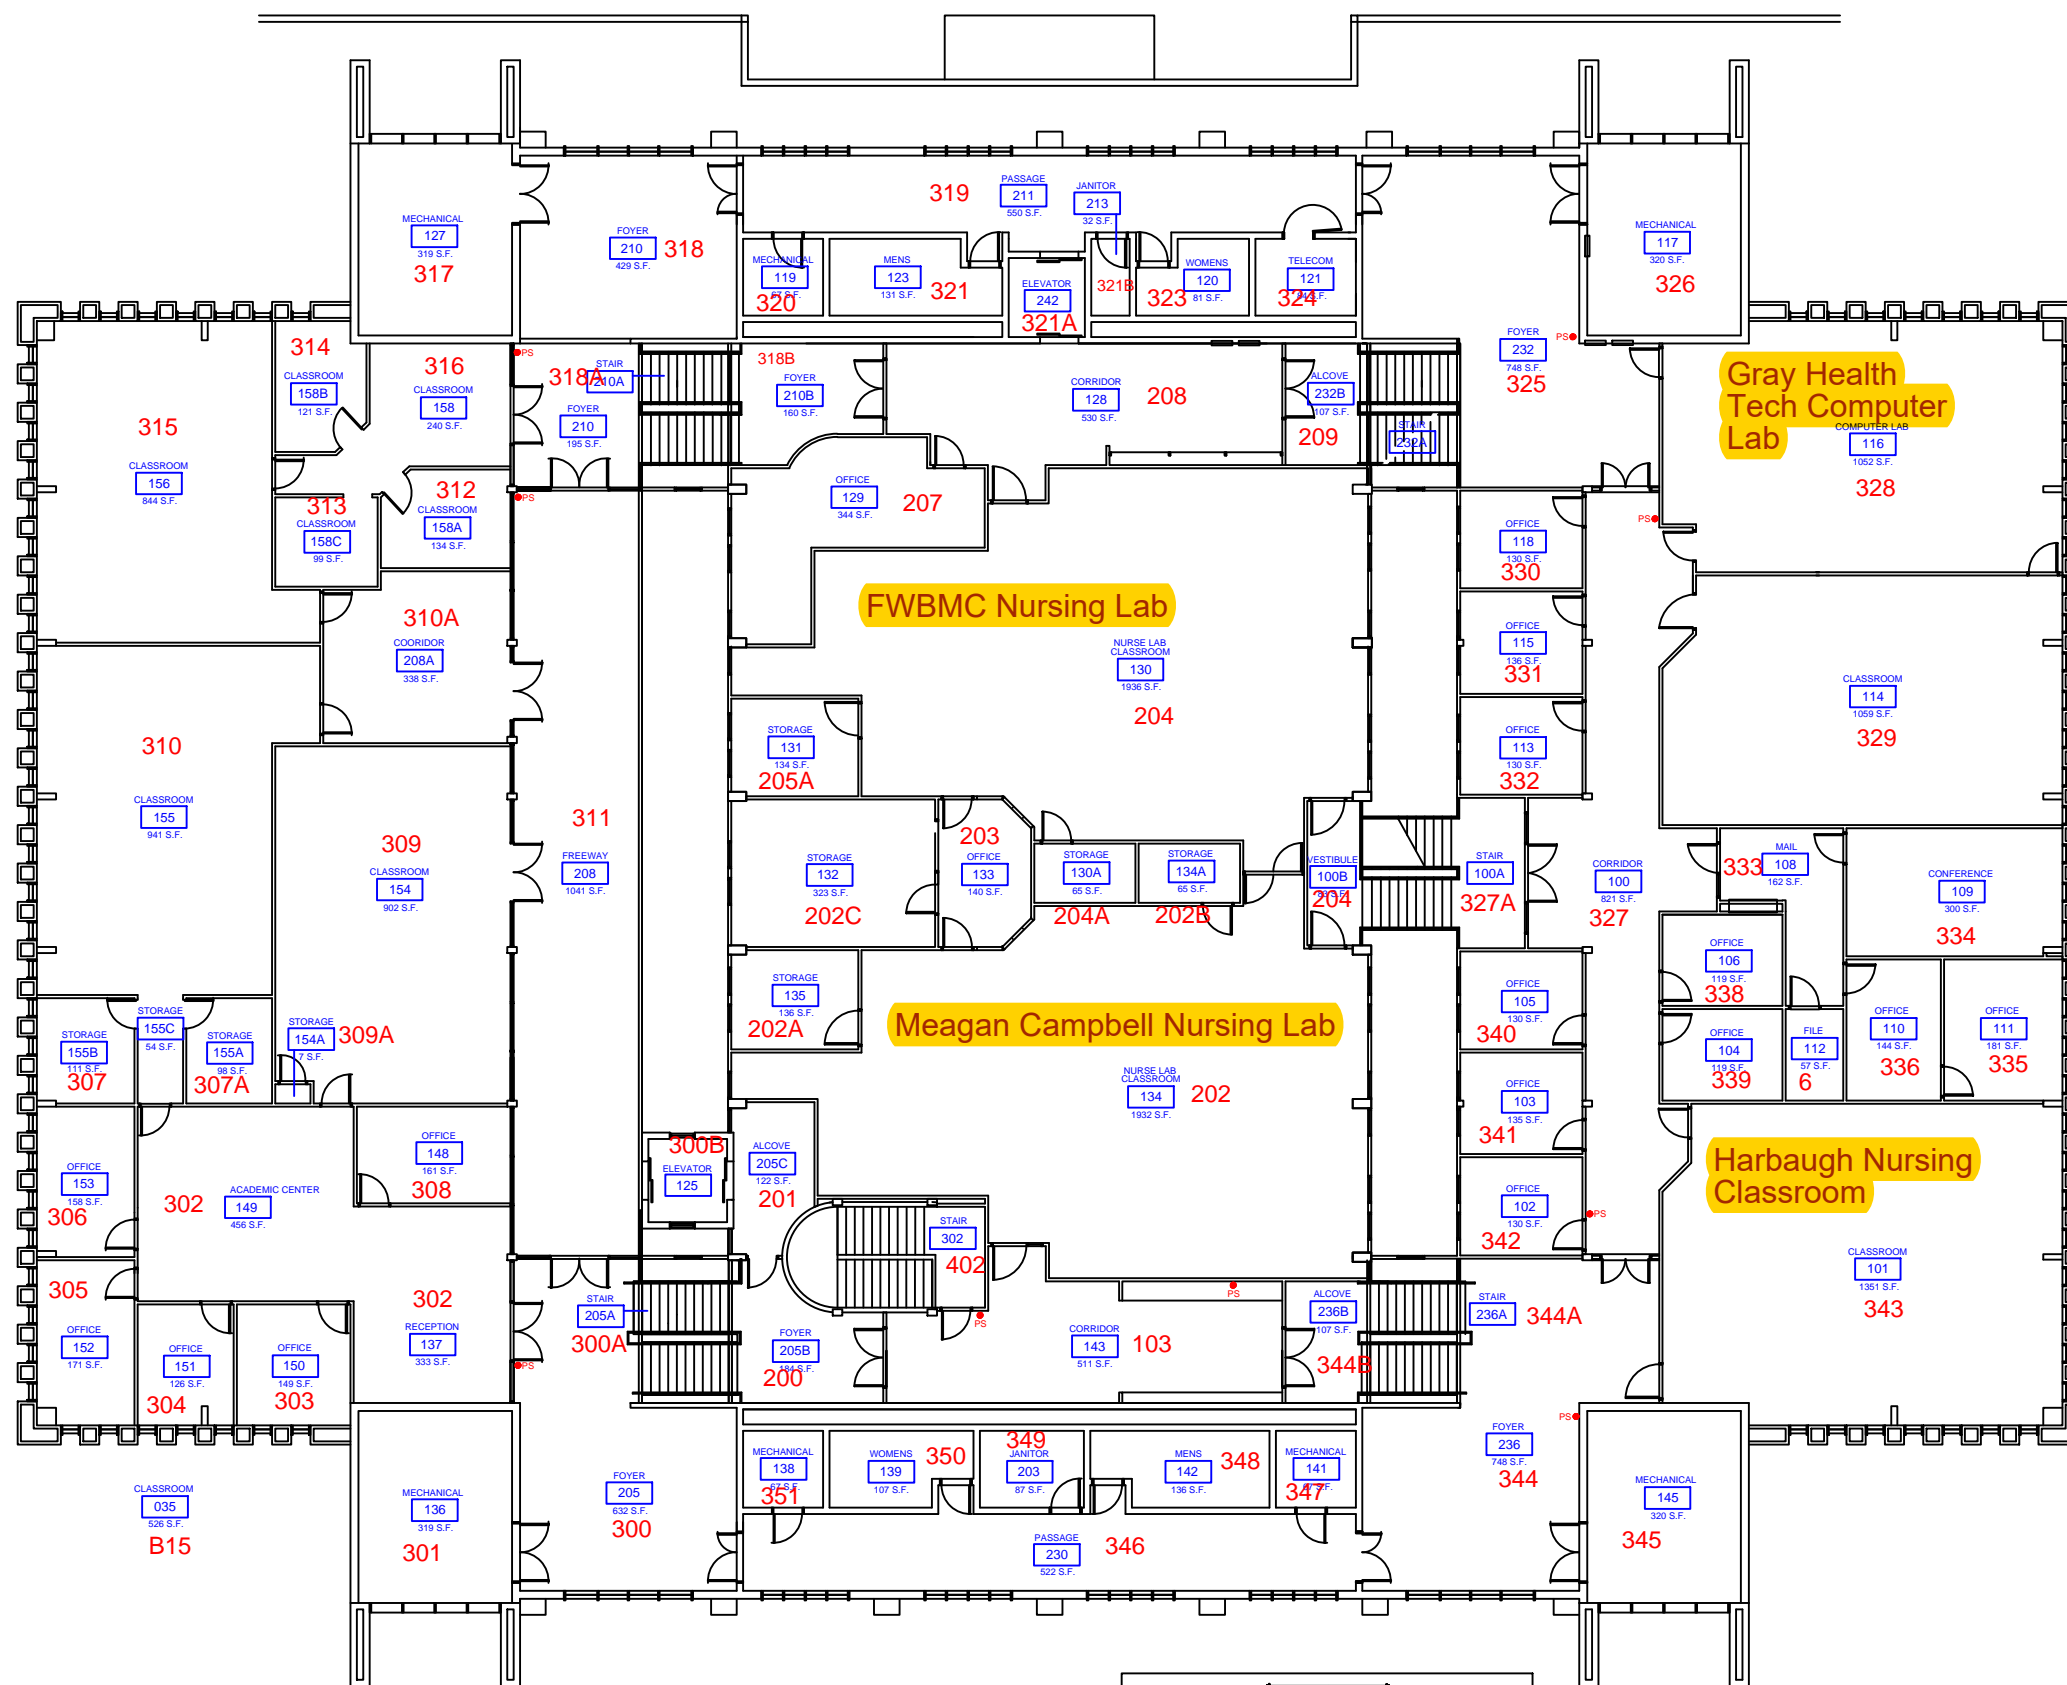 PASSAGE
211
550 S.F.
319
JANITOR
213
32 S.F.
MECHANICAL
127
319 S.F.
317
FOYER
210
429 S.F.
318
MECHANICAL
119
67 S.F.
320
MENS
123
131 S.F.
321
ELEVATOR
242
321A
321B
WOMENS
120
81 S.F.
323
TELECOM
121
324
MECHANICAL
117
320 S.F.
326
PS
FOYER
232
748 S.F.
325
314
CLASSROOM
158B
121 S.F.
316
CLASSROOM
158
240 S.F.
PS
STAIR
210A
318A
FOYER
210
195 S.F.
318B
FOYER
210B
160 S.F.
CORRIDOR
128
530 S.F.
208
ALCOVE
232B
107 S.F.
209
STAIR
232A
Gray Health
Tech Computer
Lab
COMPUTER LAB
116
1052 S.F.
328
315
CLASSROOM
156
844 S.F.
313
CLASSROOM
158C
99 S.F.
312
CLASSROOM
158A
134 S.F.
PS
OFFICE
129
344 S.F.
207
PS
OFFICE
118
130 S.F.
330
FWBMC Nursing Lab
310A
COORIDOR
208A
338 S.F.
NURSE LAB
CLASSROOM
130
1936 S.F.
204
OFFICE
115
136 S.F.
331
CLASSROOM
114
1059 S.F.
329
310
CLASSROOM
155
941 S.F.
STORAGE
131
134 S.F.
205A
OFFICE
113
130 S.F.
332
309
CLASSROOM
154
902 S.F.
311
FREEWAY
208
1041 S.F.
STORAGE
132
323 S.F.
202C
203
OFFICE
133
140 S.F.
STORAGE
130A
65 S.F.
204A
STORAGE
134A
65 S.F.
202B
VESTIBULE
100B
204
STAIR
100A
327A
CORRIDOR
100
821 S.F.
327
333
MAIL
108
162 S.F.
CONFERENCE
109
300 S.F.
334
OFFICE
106
119 S.F.
338
STORAGE
135
136 S.F.
202A
Meagan Campbell Nursing Lab
OFFICE
105
130 S.F.
340
STORAGE
155B
111 S.F.
307
STORAGE
155C
54 S.F.
STORAGE
155A
98 S.F.
307A
STORAGE
154A
7 S.F.
309A
OFFICE
104
119 S.F.
339
FILE
112
57 S.F.
6
OFFICE
110
144 S.F.
336
OFFICE
111
181 S.F.
335
NURSE LAB
CLASSROOM
134
1932 S.F.
202
OFFICE
103
135 S.F.
341
OFFICE
153
158 S.F.
306
302
ACADEMIC CENTER
149
456 S.F.
OFFICE
148
161 S.F.
308
300B
ELEVATOR
125
ALCOVE
205C
122 S.F.
201
STAIR
302
402
OFFICE
102
130 S.F.
342
PS
Harbaugh Nursing
Classroom
CLASSROOM
101
1351 S.F.
343
305
OFFICE
152
171 S.F.
OFFICE
151
126 S.F.
304
OFFICE
150
149 S.F.
303
302
RECEPTION
137
333 S.F.
PS
STAIR
205A
300A
FOYER
205B
184 S.F.
200
PS
CORRIDOR
143
511 S.F.
103
PS
ALCOVE
236B
107 S.F.
344B
STAIR
236A
344A
PS
CLASSROOM
035
526 S.F.
B15
MECHANICAL
136
319 S.F.
301
FOYER
205
632 S.F.
300
MECHANICAL
138
67 S.F.
351
WOMENS
139
107 S.F.
350
349
JANITOR
203
87 S.F.
MENS
142
136 S.F.
348
MECHANICAL
141
347
FOYER
236
748 S.F.
344
MECHANICAL
145
320 S.F.
345
PASSAGE
230
522 S.F.
346